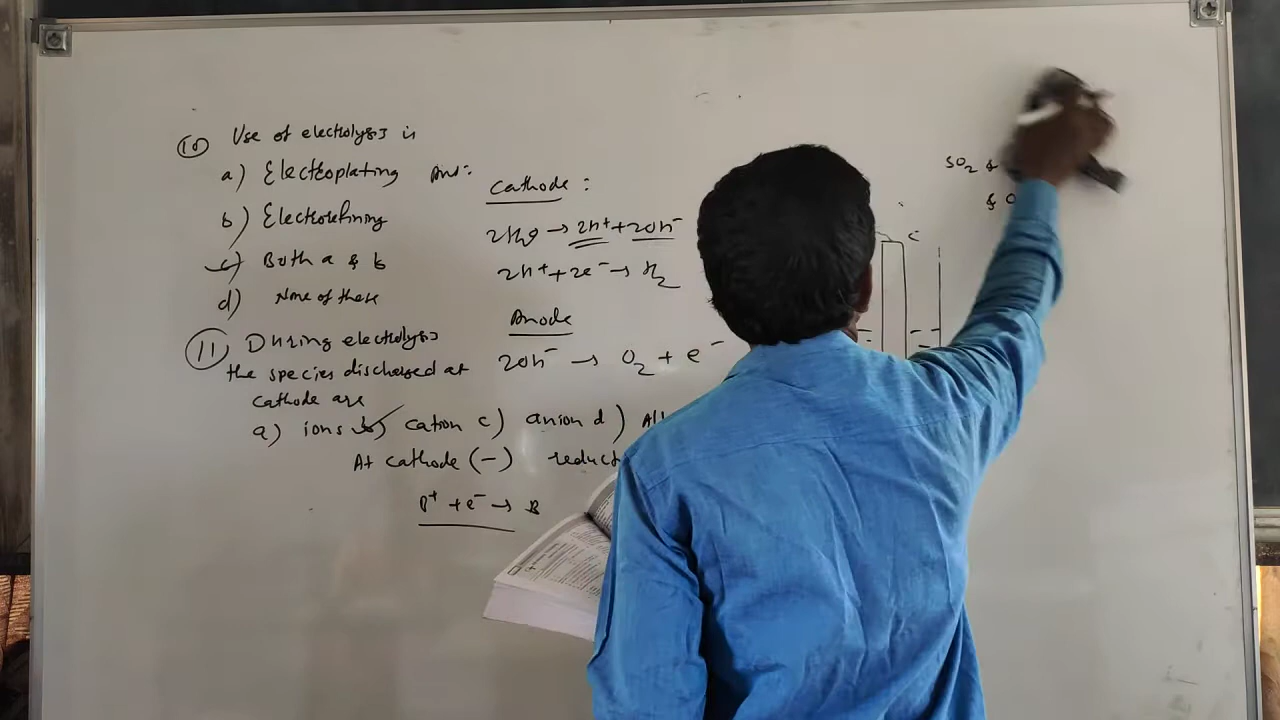 10 Use of electrolysis is
a) Electroplating Ans:
b) Electrorefining
c) Both a & b
d) None of these
11 During electrolysis
the species discharged at
cathode are
a) ions b) cation c) anion d) All
At cathode (-) reduct
B⁺ + e⁻ → B
Cathode :
2H₂O → 2H⁺ + 2OH⁻
2H⁺ + 2e⁻ → H₂
Anode
2OH⁻ → O₂ + e⁻
C
SO₂ &
& O